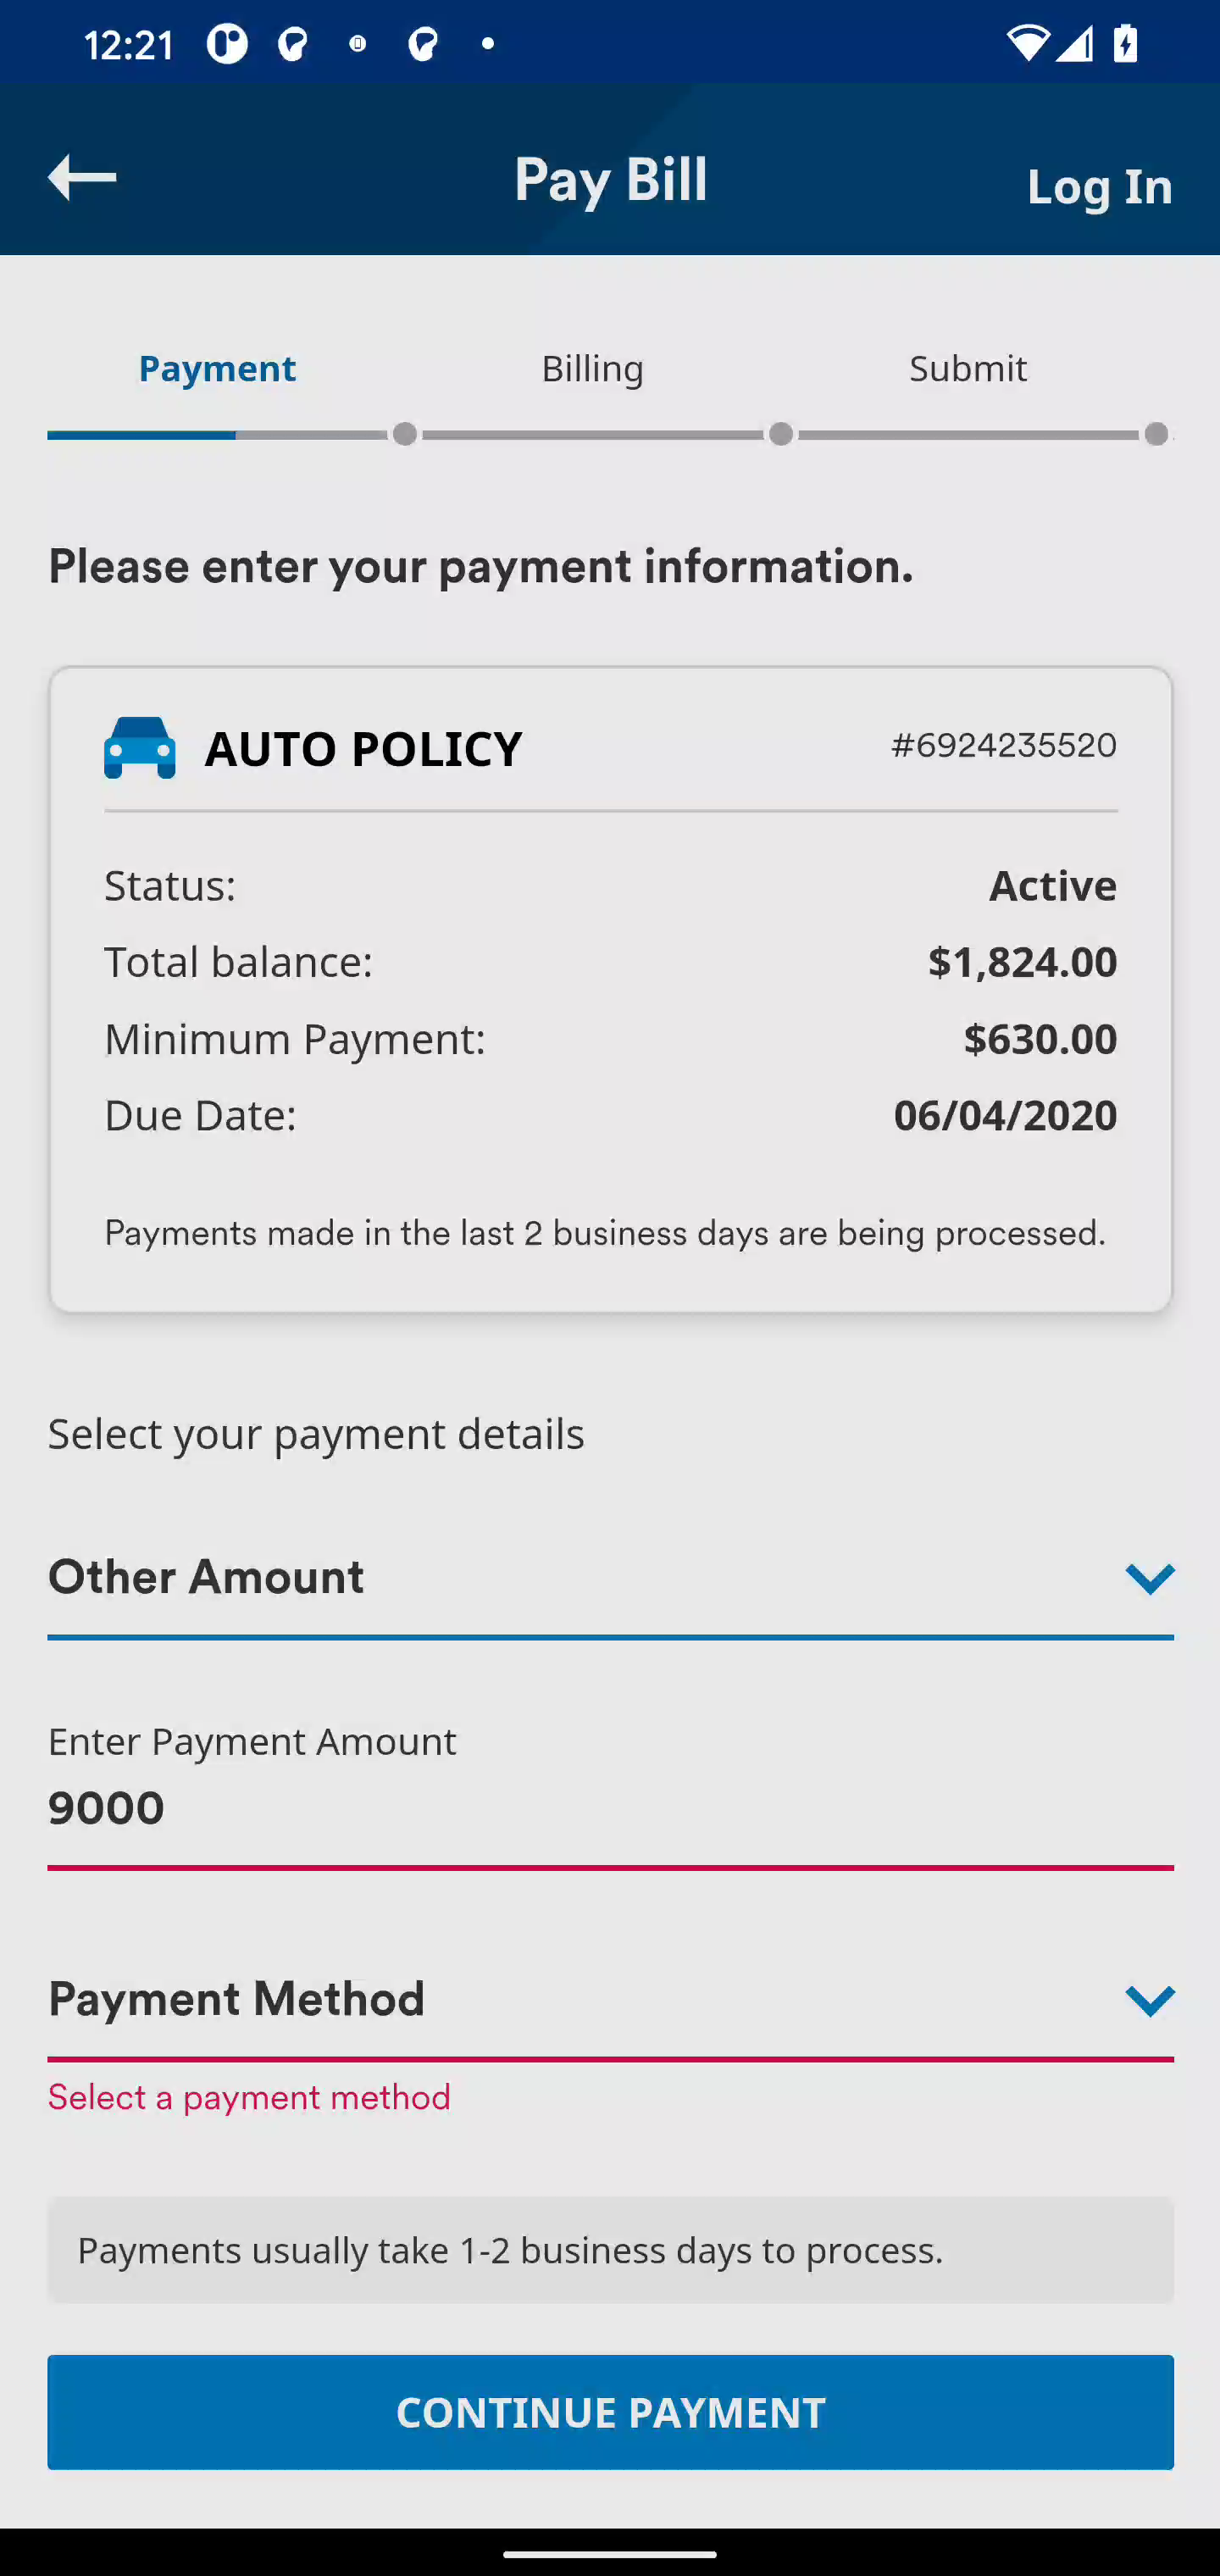 12:21
Pay Bill
Log In
Payment
Billing
Submit
Please enter your payment information.
AUTO POLICY
#6924235520
Status:
Active
Total balance:
$1,824.00
Minimum Payment:
$630.00
Due Date:
06/04/2020
Payments made in the last 2 business days are being processed.
Select your payment details
Other Amount
Enter Payment Amount
9000
Payment Method
Select a payment method
Payments usually take 1-2 business days to process.
CONTINUE PAYMENT